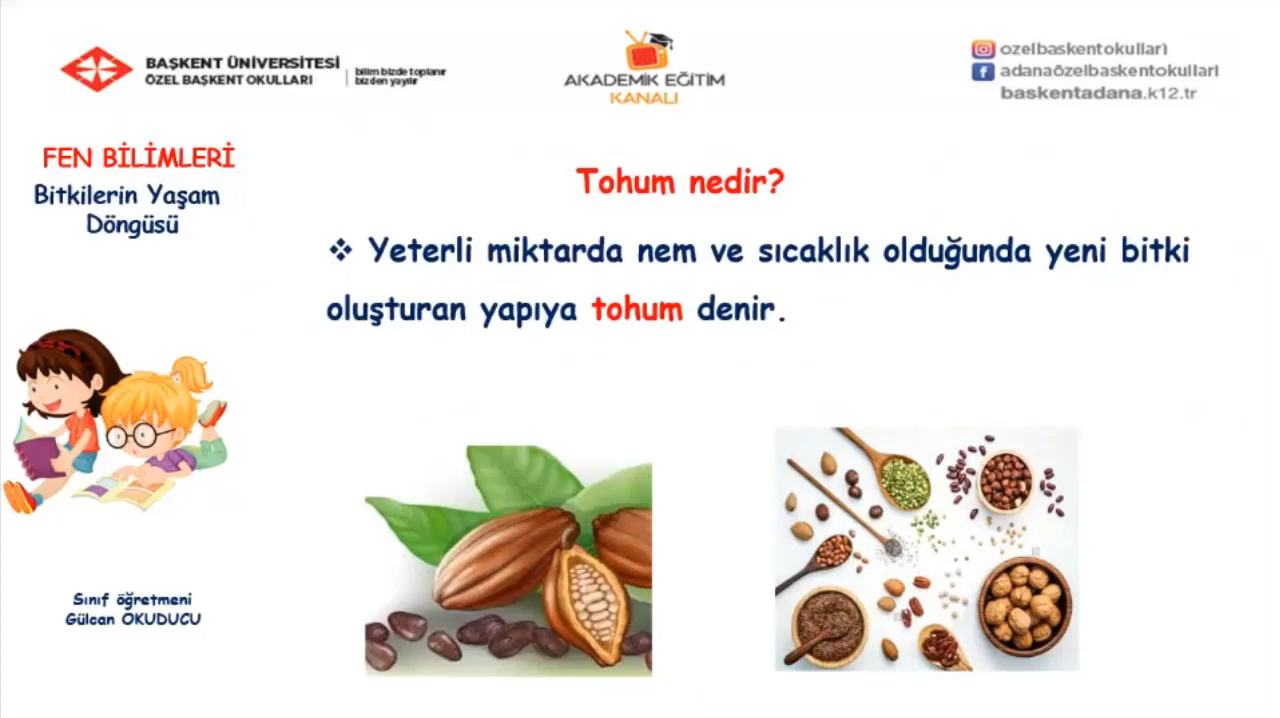 BAŞKENT ÜNİVERSİTESİ
ÖZEL BAŞKENT OKULLARI
bilim bizde toplanır
bizden yayılır
AKADEMİK EĞİTİM
KANALI
ozelbaskentokulları
adanaözelbaskentokullari
baskentadana.k12.tr
FEN BİLİMLERİ
Bitkilerin Yaşam
Döngüsü
Tohum nedir?
❖ Yeterli miktarda nem ve sıcaklık olduğunda yeni bitki
oluşturan yapıya tohum denir.
Sınıf öğretmeni
Gülcan OKUDUCU